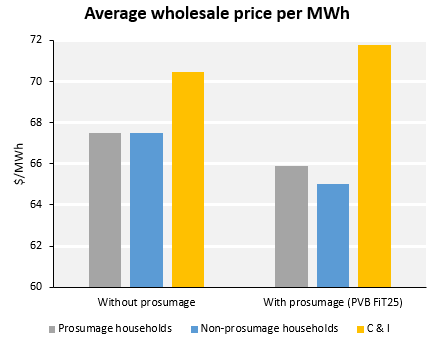 Average wholesale price per MWh
72
70
68
66
64
62
60
$/MWh
Without prosumage
With prosumage (PVB FiT25)
Prosumage households
Non-prosumage households
C & I